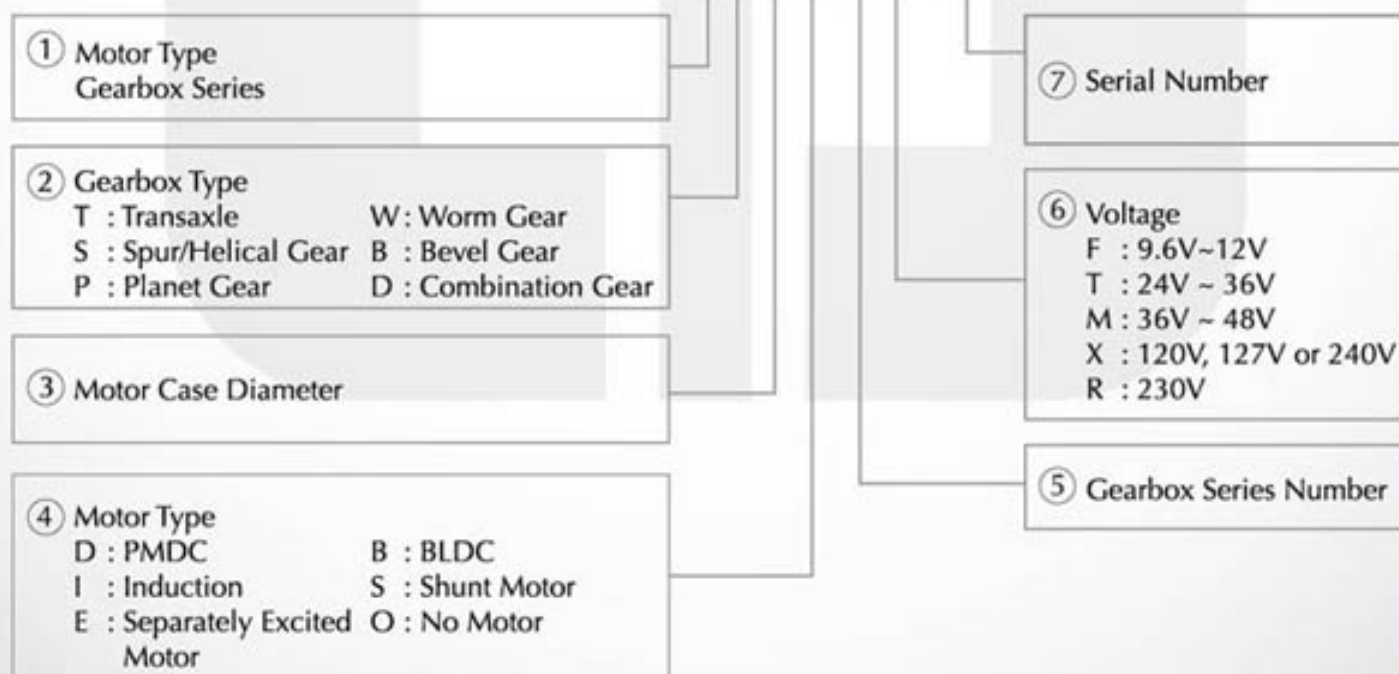 ① Motor Type
Gearbox Series
② Gearbox Type
T : Transaxle W : Worm Gear
S : Spur/Helical Gear B : Bevel Gear
P : Planet Gear D : Combination Gear
③ Motor Case Diameter
④ Motor Type
D : PMDC B : BLDC
I : Induction S : Shunt Motor
E : Separately Excited O : No Motor
Motor
⑦ Serial Number
⑥ Voltage
F : 9.6V~12V
T : 24V ~ 36V
M : 36V ~ 48V
X : 120V, 127V or 240V
R : 230V
⑤ Gearbox Series Number